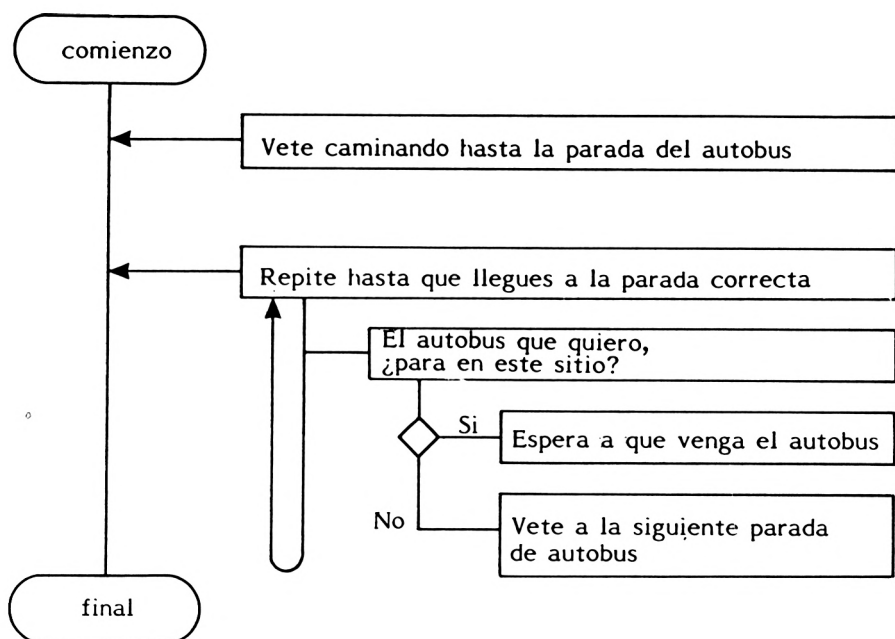 comienzo
Vete caminando hasta la parada del autobus
Repite hasta que llegues a la parada correcta
El autobus que quiero,
¿para en este sitio?
Si
Espera a que venga el autobus
No
Vete a la siguiente parada
de autobus
final